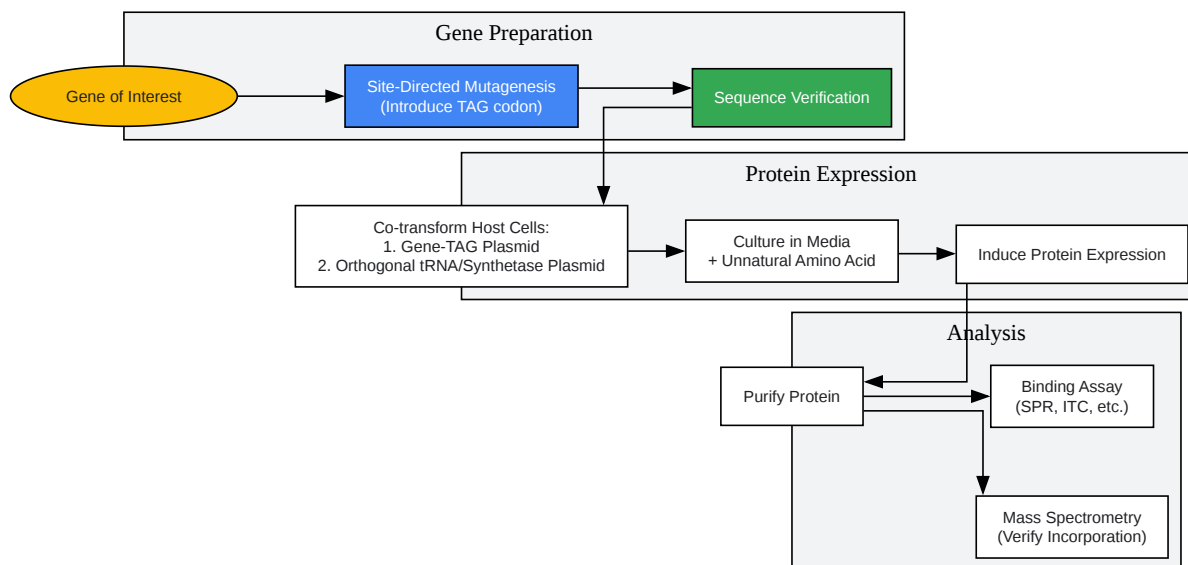 Gene Preparation
Gene of Interest
Site-Directed Mutagenesis
(Introduce TAG codon)
Sequence Verification
Protein Expression
Co-transform Host Cells:
1. Gene-TAG Plasmid
2. Orthogonal tRNA/Synthetase Plasmid
Culture in Media
+ Unnatural Amino Acid
Induce Protein Expression
Analysis
Purify Protein
Binding Assay
(SPR, ITC, etc.)
Mass Spectrometry
(Verify Incorporation)